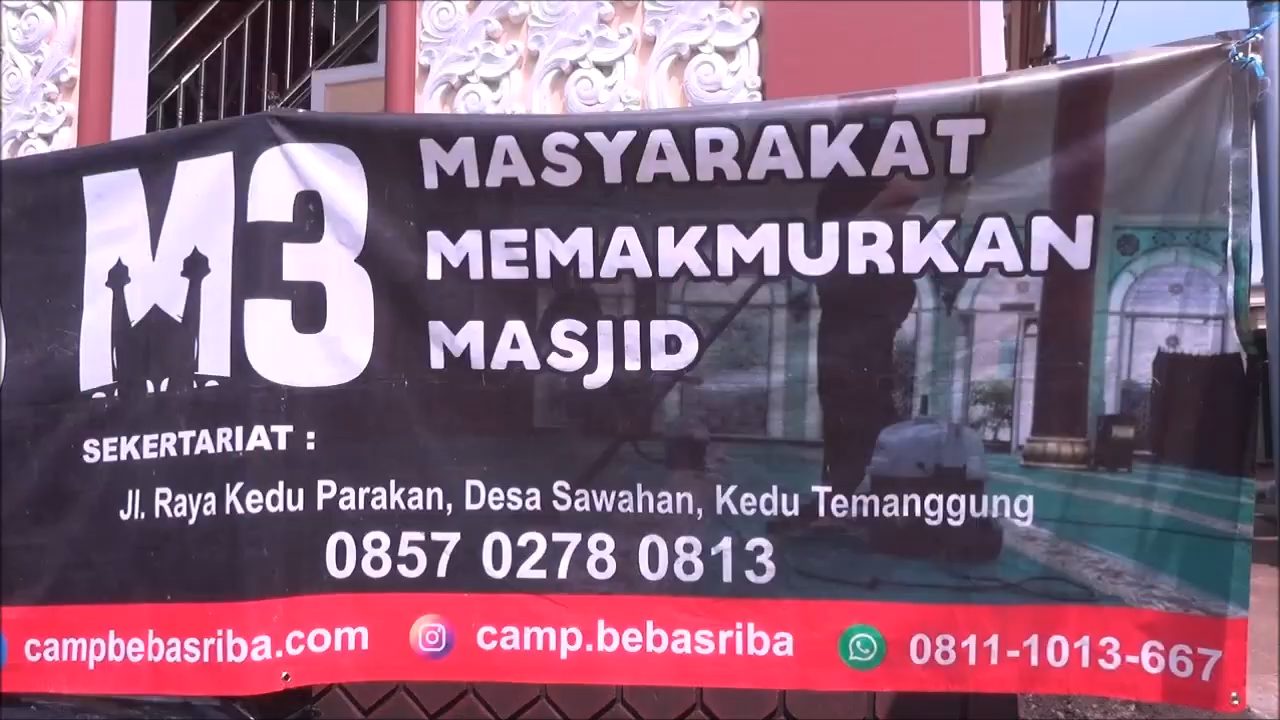 M3
MASYARAKAT
MEMAKMURKAN
MASJID
SEKERTARIAT :
Jl. Raya Kedu Parakan, Desa Sawahan, Kedu Temanggung
0857 0278 0813
campbebasriba.com camp.bebasriba 0811-1013-667